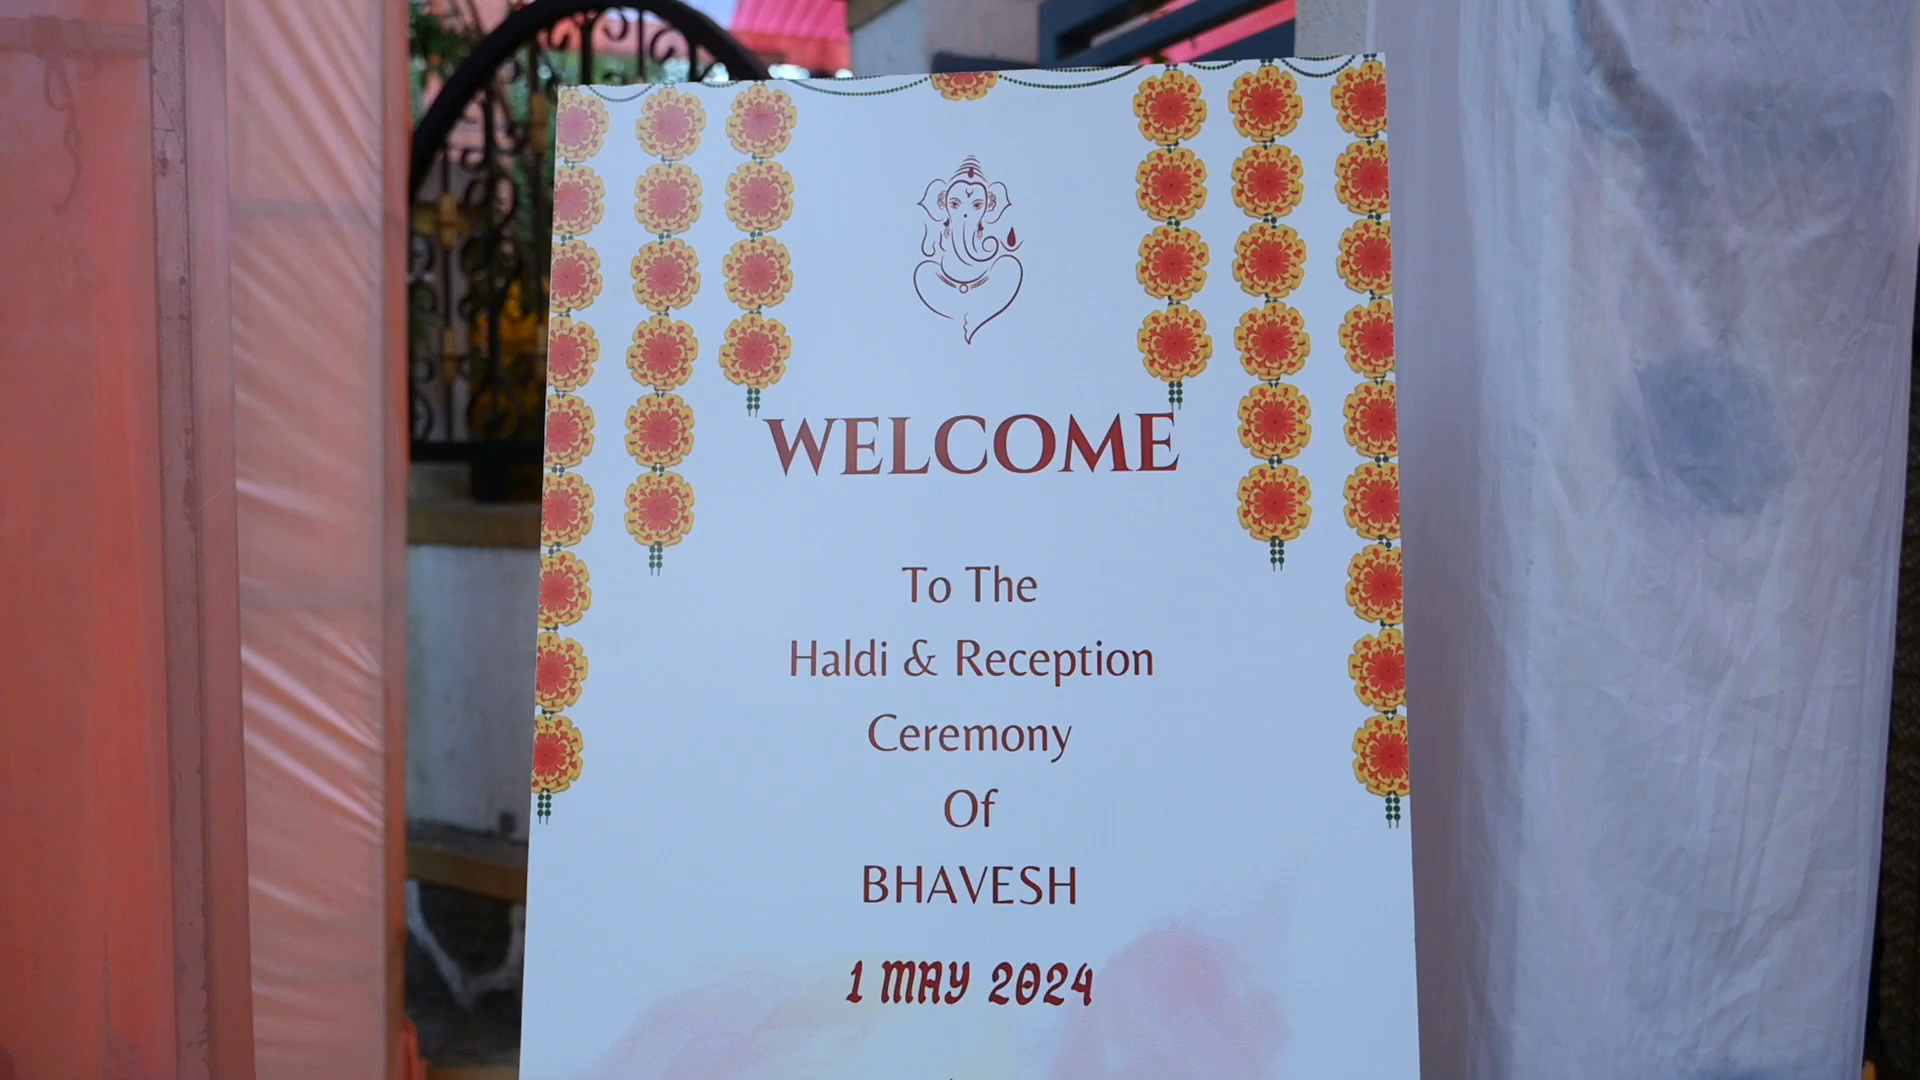 WELCOME
To The
Haldi & Reception
Ceremony
Of
BHAVESH
1 MAY 2024